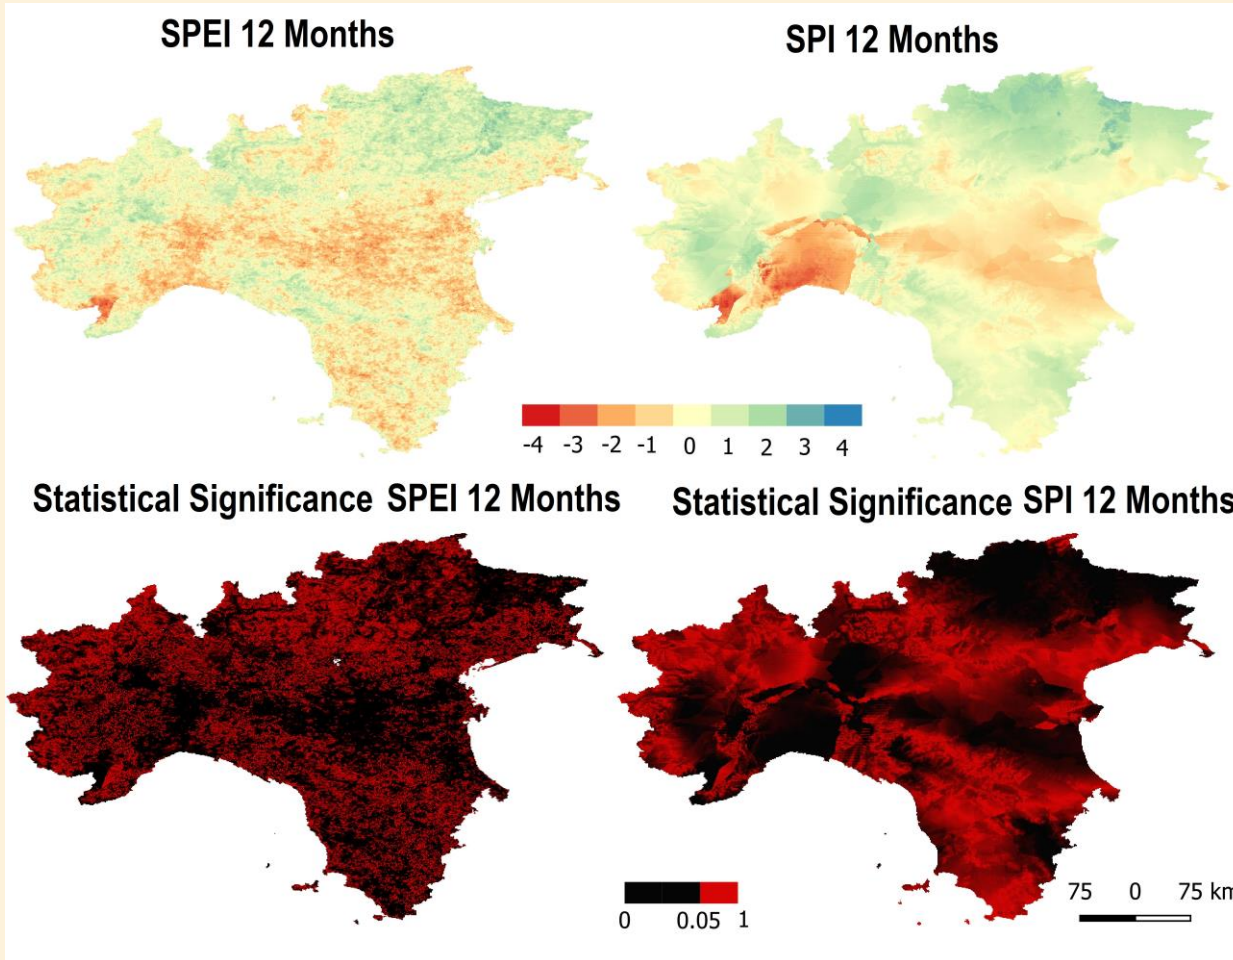 SPEI 12 Months
SPI 12 Months
-4 -3 -2 -1 0 1 2 3 4
Statistical Significance SPEI 12 Months
Statistical Significance SPI 12 Months
0 0.05 1
75 0 75 km